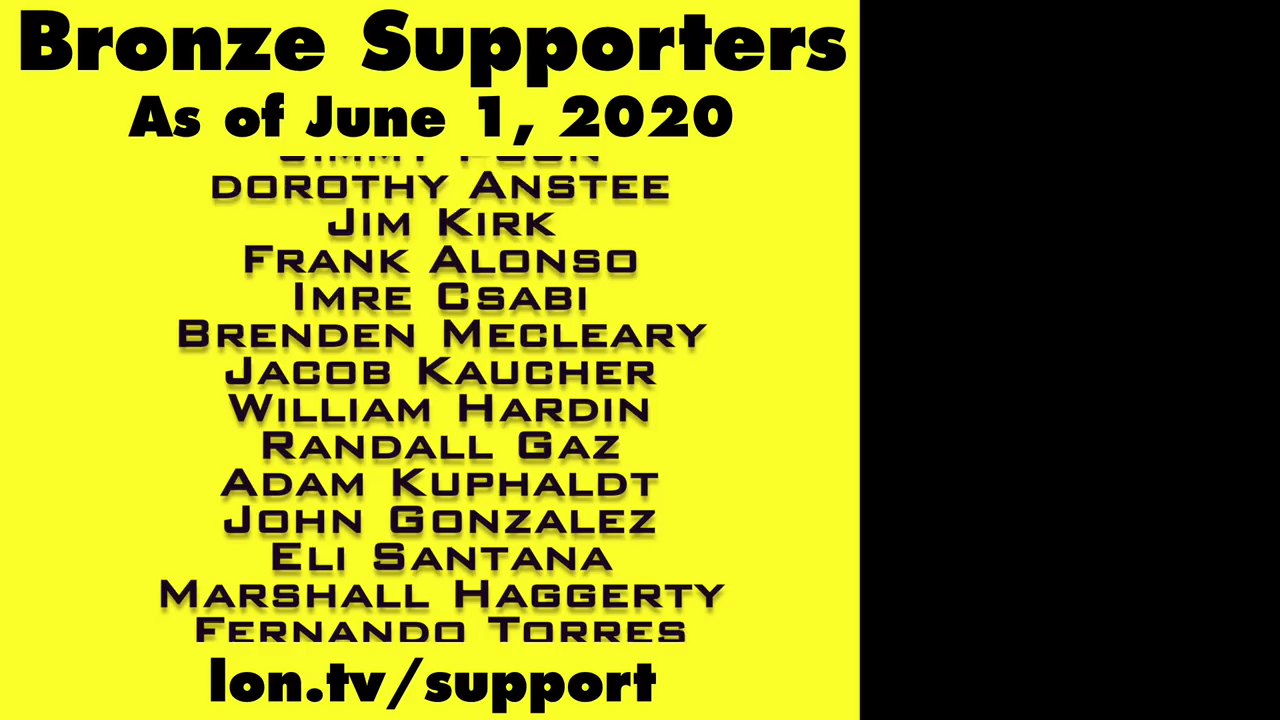 Bronze Supporters
As of June 1, 2020
DOROTHY ANSTEE
JIM KIRK
FRANK ALONSO
IMRE CSABI
BRENDEN MECLEARY
JACOB KAUCHER
WILLIAM HARDIN
RANDALL GAZ
ADAM KUPHALDT
JOHN GONZALEZ
ELI SANTANA
MARSHALL HAGGERTY
FERNANDO TORRES
lon.tv/support